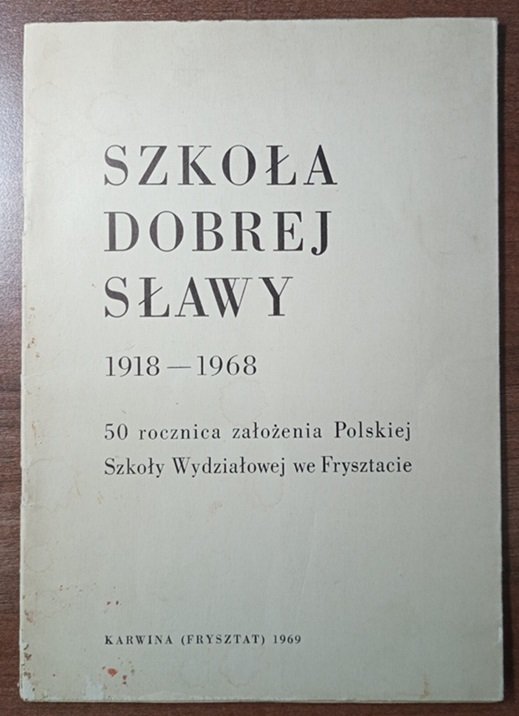 SZKOŁA
DOBREJ
SŁAWY
1918 — 1968
50 rocznica założenia Polskiej
Szkoły Wydziałowej we Frysztacie
KARWINA (FRYSZTAT) 1969